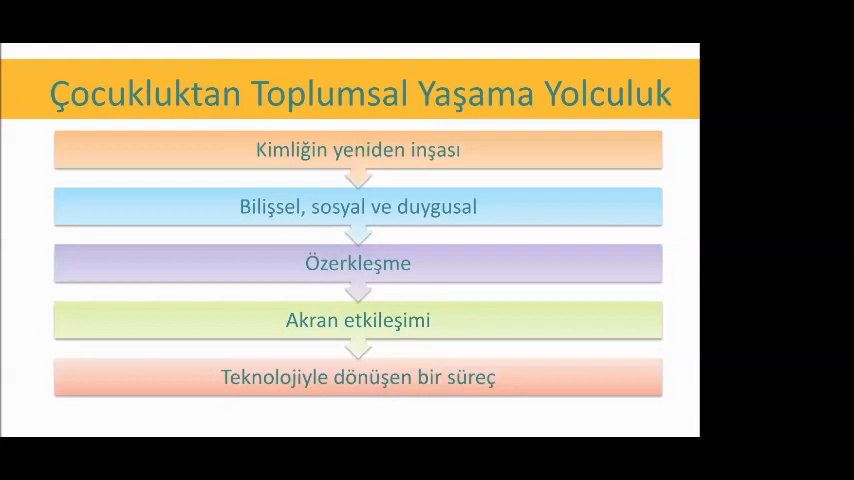 Çocukluktan Toplumsal Yaşama Yolculuk
Kimliğin yeniden inşası
Bilişsel, sosyal ve duygusal
Özerkleşme
Akran etkileşimi
Teknolojiyle dönüşen bir süreç